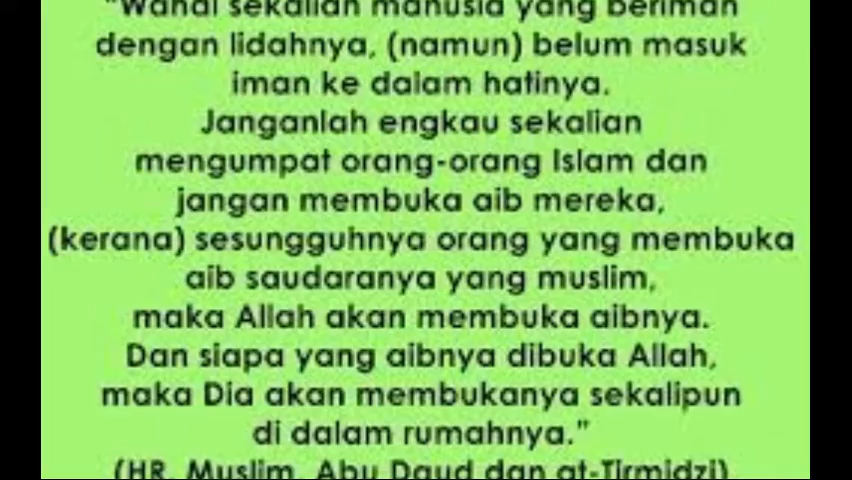 "Wahai sekalian manusia yang beriman
dengan lidahnya, (namun) belum masuk
iman ke dalam hatinya.
Janganlah engkau sekalian
mengumpat orang-orang Islam dan
jangan membuka aib mereka,
(kerana) sesungguhnya orang yang membuka
aib saudaranya yang muslim,
maka Allah akan membuka aibnya.
Dan siapa yang aibnya dibuka Allah,
maka Dia akan membukanya sekalipun
di dalam rumahnya."
(HR. Muslim, Abu Daud dan at-Tirmidzi)